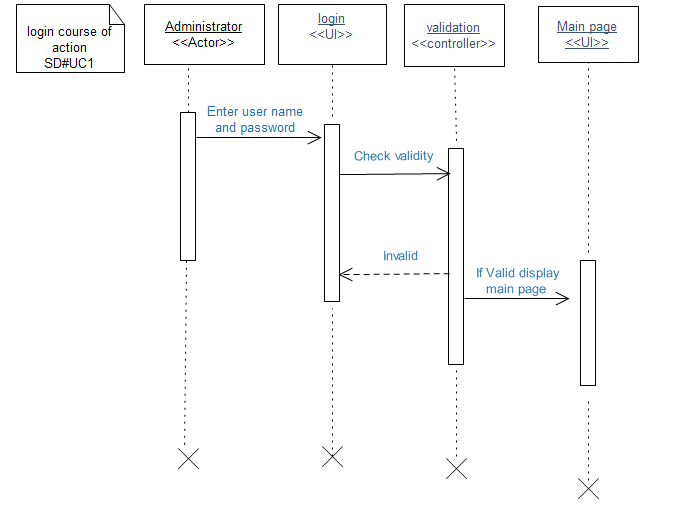 login course of
action
SD#UC1
Administrator
<<Actor>>
login
<<UI>>
validation
<<controller>>
Main page
<<UI>>
Enter user name
and password
Check validity
Invalid
If Valid display
main page